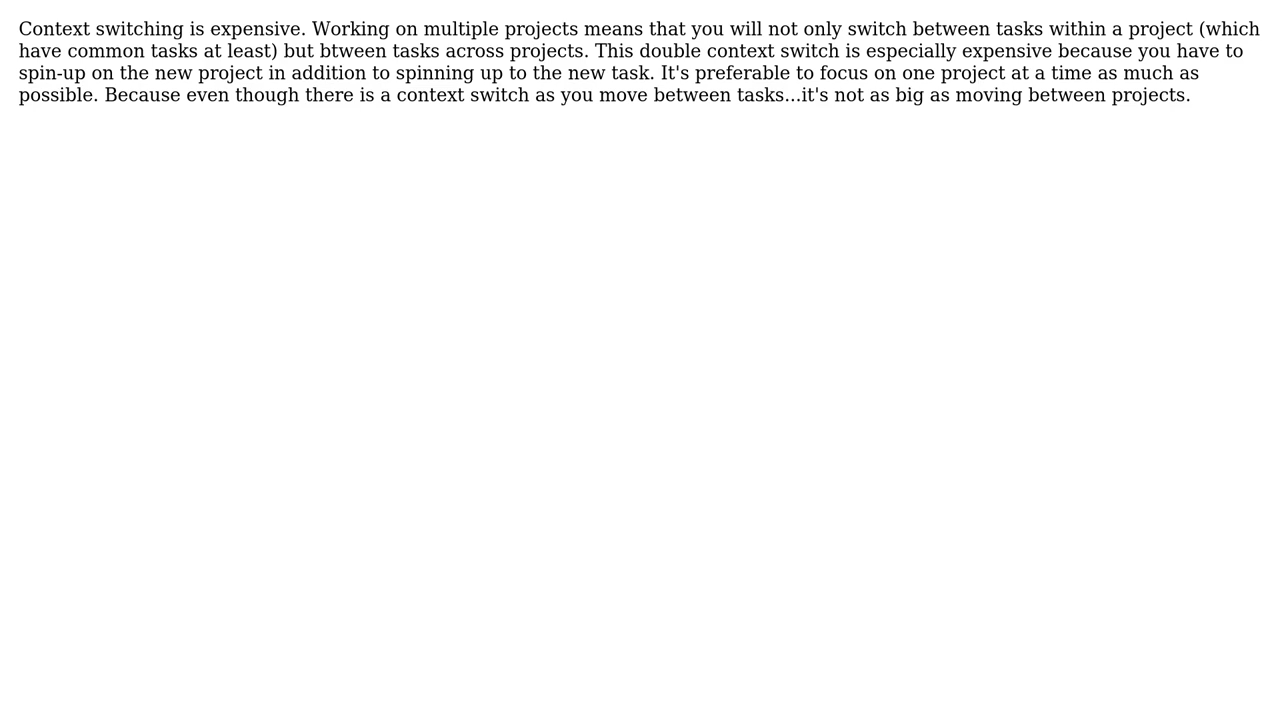 Context switching is expensive. Working on multiple projects means that you will not only switch between tasks within a project (which
have common tasks at least) but btween tasks across projects. This double context switch is especially expensive because you have to
spin-up on the new project in addition to spinning up to the new task. It's preferable to focus on one project at a time as much as
possible. Because even though there is a context switch as you move between tasks...it's not as big as moving between projects.